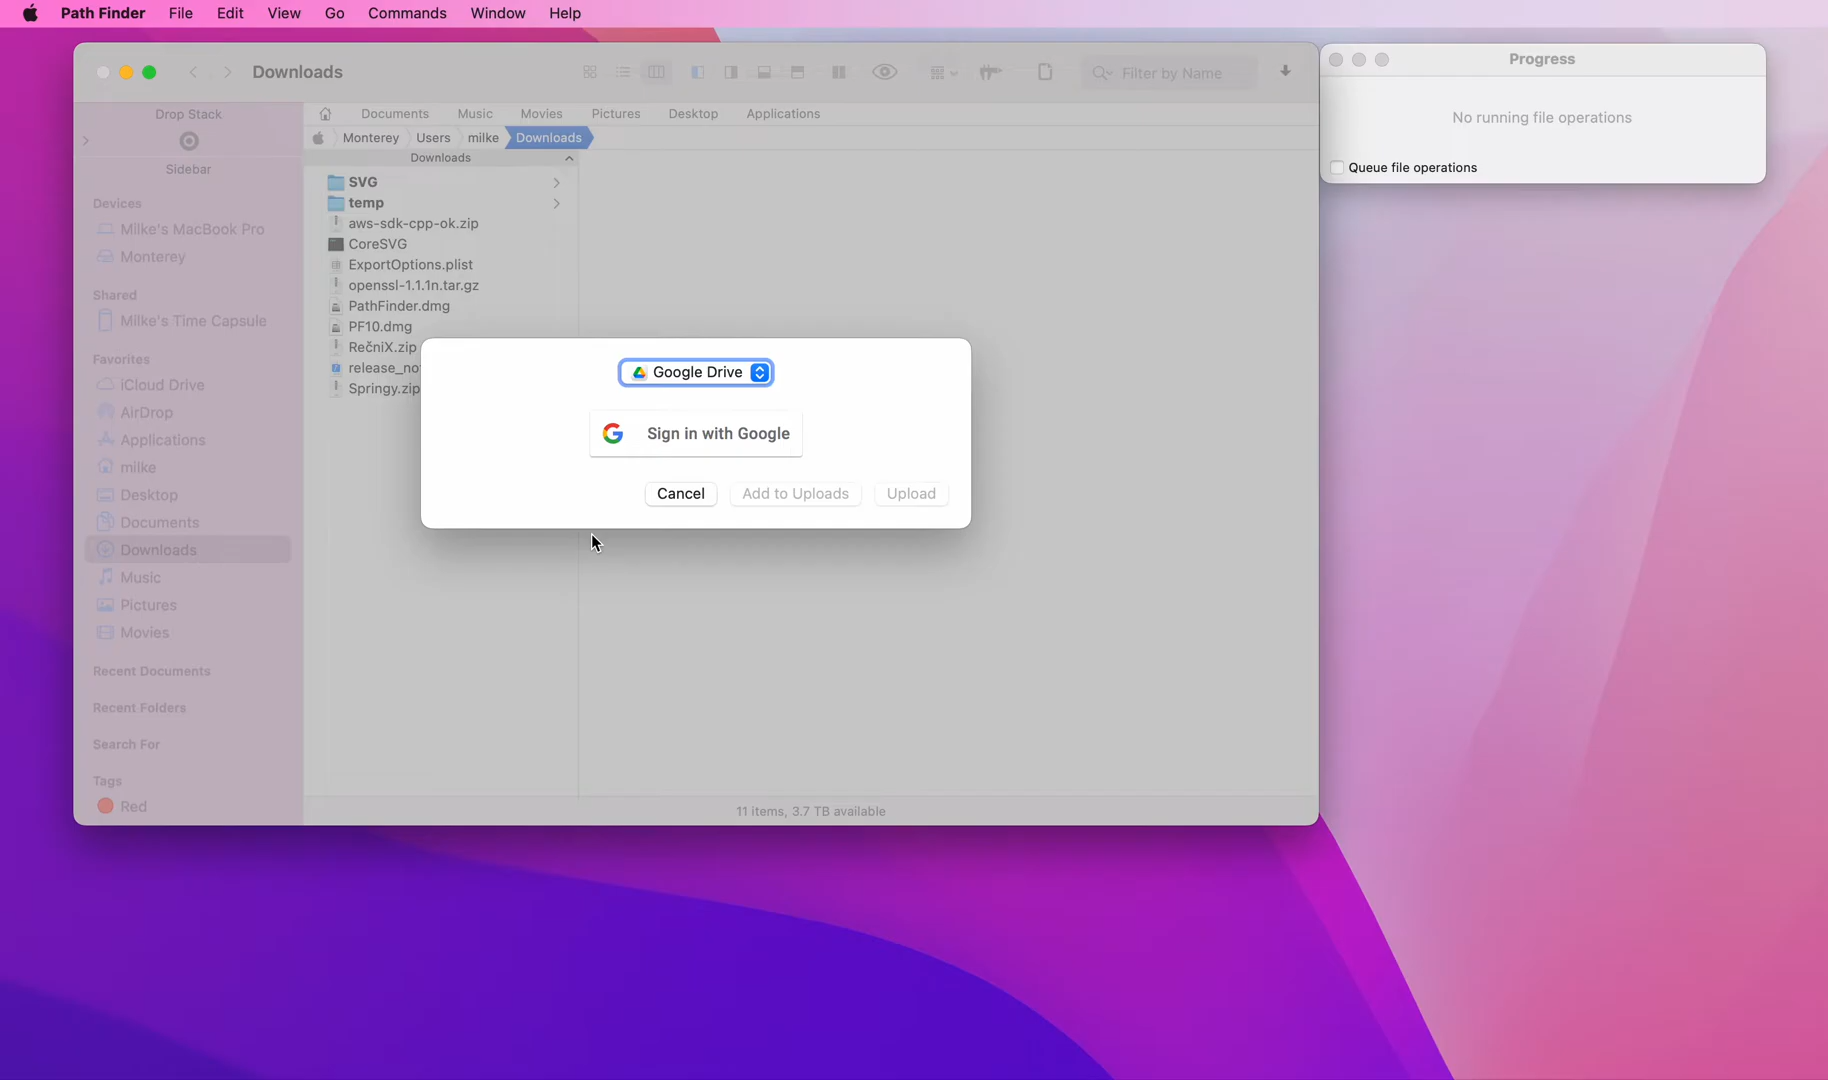 Path Finder File Edit View Go Commands Window Help
Downloads
Filter by Name
Drop Stack
Sidebar
Devices
Milke's MacBook Pro
Monterey
Shared
Milke's Time Capsule
Favorites
iCloud Drive
AirDrop
Applications
milke
Desktop
Documents
Downloads
Music
Pictures
Movies
Recent Documents
Recent Folders
Search For
Tags
Red
Documents Music Movies Pictures Desktop Applications
Monterey Users milke Downloads
Downloads
SVG
temp
aws-sdk-cpp-ok.zip
CoreSVG
ExportOptions.plist
openssl-1.1.1n.tar.gz
PathFinder.dmg
PF10.dmg
RečniX.zip
release_no
Springy.zip
Google Drive
Sign in with Google
Cancel Add to Uploads Upload
11 items, 3.7 TB available
Progress
No running file operations
Queue file operations